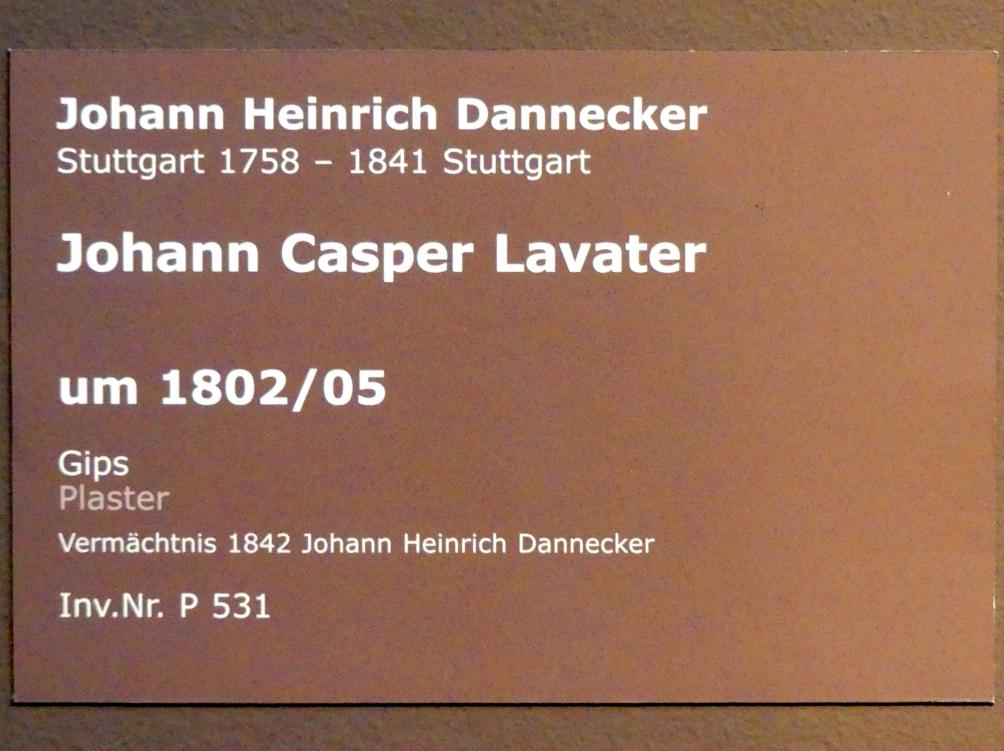 Johann Heinrich Dannecker
Stuttgart 1758 – 1841 Stuttgart
Johann Casper Lavater
um 1802/05
Gips
Plaster
Vermächtnis 1842 Johann Heinrich Dannecker
Inv.Nr. P 531